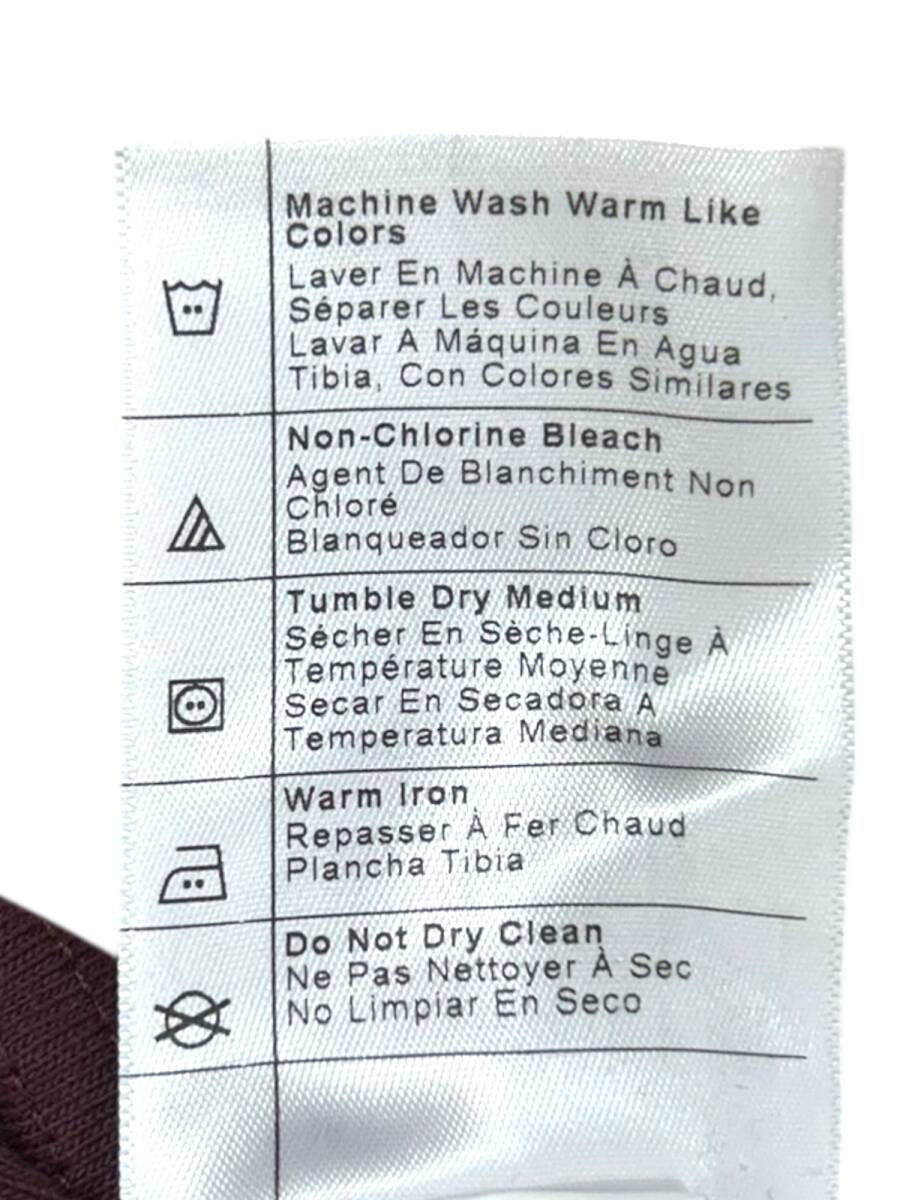 Machine Wash Warm Like
Colors
Laver En Machine À Chaud,
Séparer Les Couleurs
Lavar A Máquina En Agua
Tibia, Con Colores Similares
Non-Chlorine Bleach
Agent De Blanchiment Non
Chloré
Blanqueador Sin Cloro
Tumble Dry Medium
Sécher En Sèche-Linge À
Température Moyenne
Secar En Secadora A
Temperatura Mediana
Warm Iron
Repasser À Fer Chaud
Plancha Tibia
Do Not Dry Clean
Ne Pas Nettoyer À Sec
No Limpiar En Seco